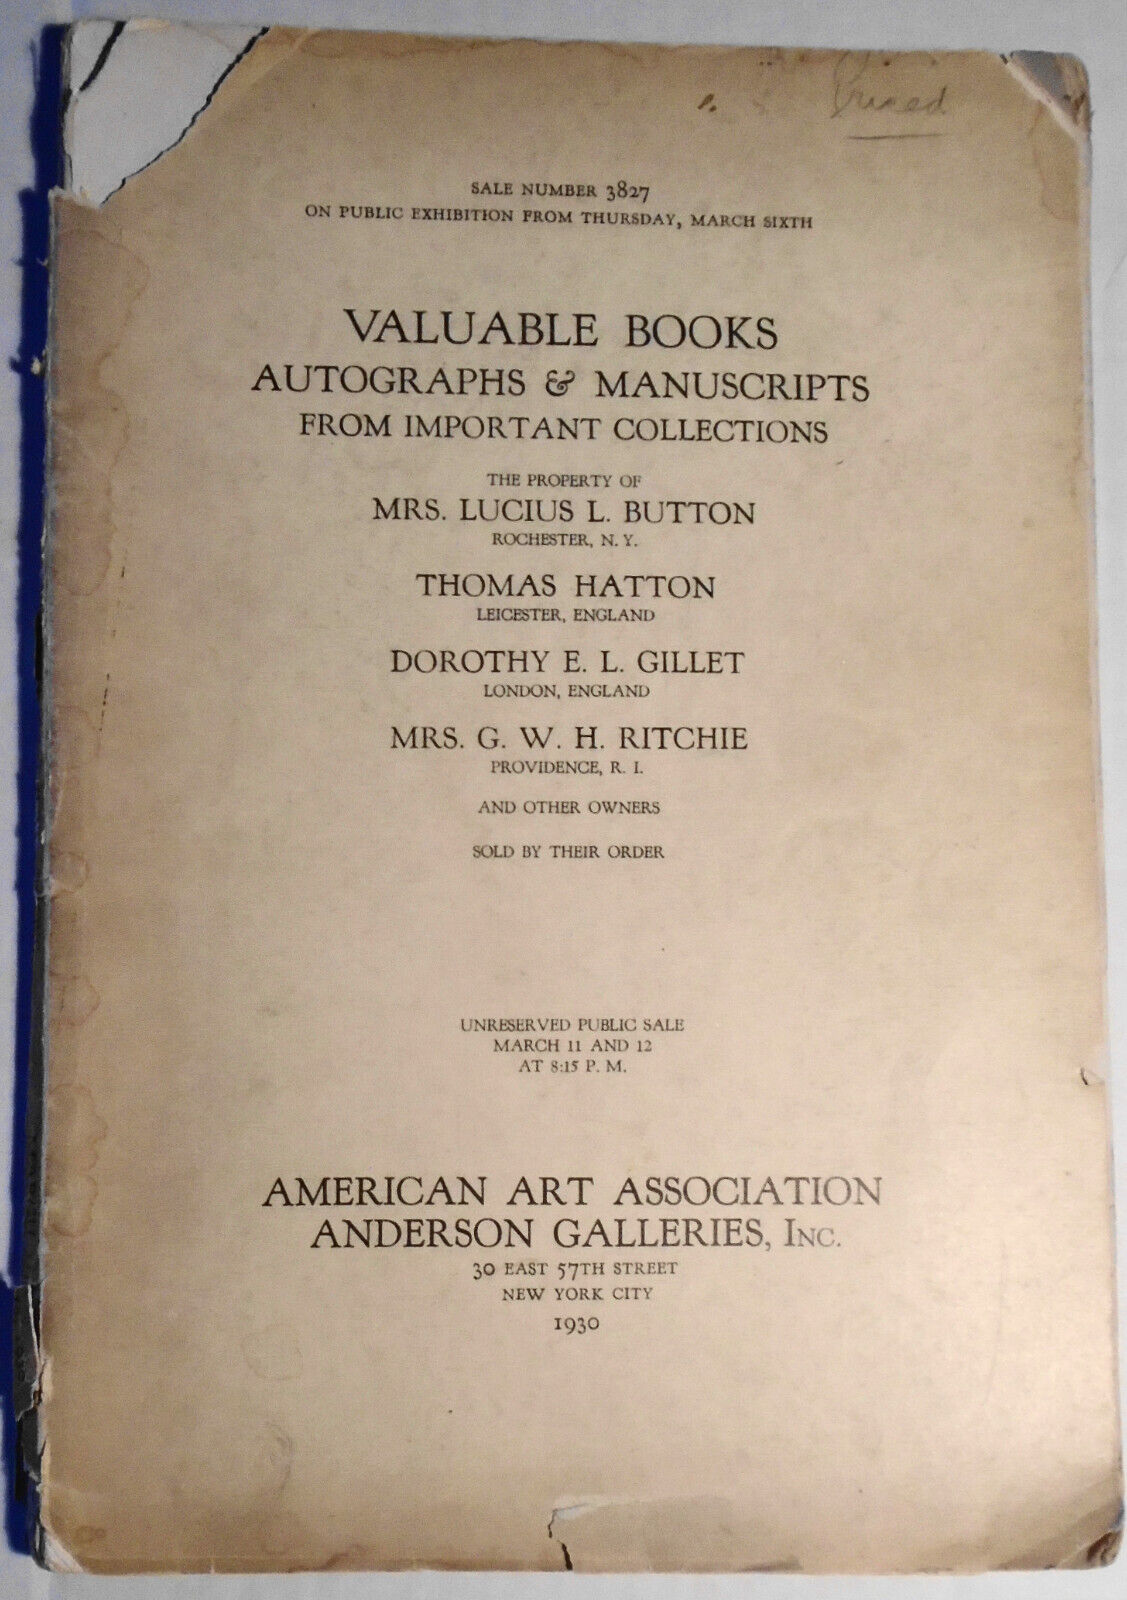 Priced
SALE NUMBER 3827
ON PUBLIC EXHIBITION FROM THURSDAY, MARCH SIXTH
VALUABLE BOOKS
AUTOGRAPHS & MANUSCRIPTS
FROM IMPORTANT COLLECTIONS
THE PROPERTY OF
MRS. LUCIUS L. BUTTON
ROCHESTER, N. Y.
THOMAS HATTON
LEICESTER, ENGLAND
DOROTHY E. L. GILLET
LONDON, ENGLAND
MRS. G. W. H. RITCHIE
PROVIDENCE, R. I.
AND OTHER OWNERS
SOLD BY THEIR ORDER
UNRESERVED PUBLIC SALE
MARCH 11 AND 12
AT 8:15 P. M.
AMERICAN ART ASSOCIATION
ANDERSON GALLERIES, INC.
30 EAST 57TH STREET
NEW YORK CITY
1930